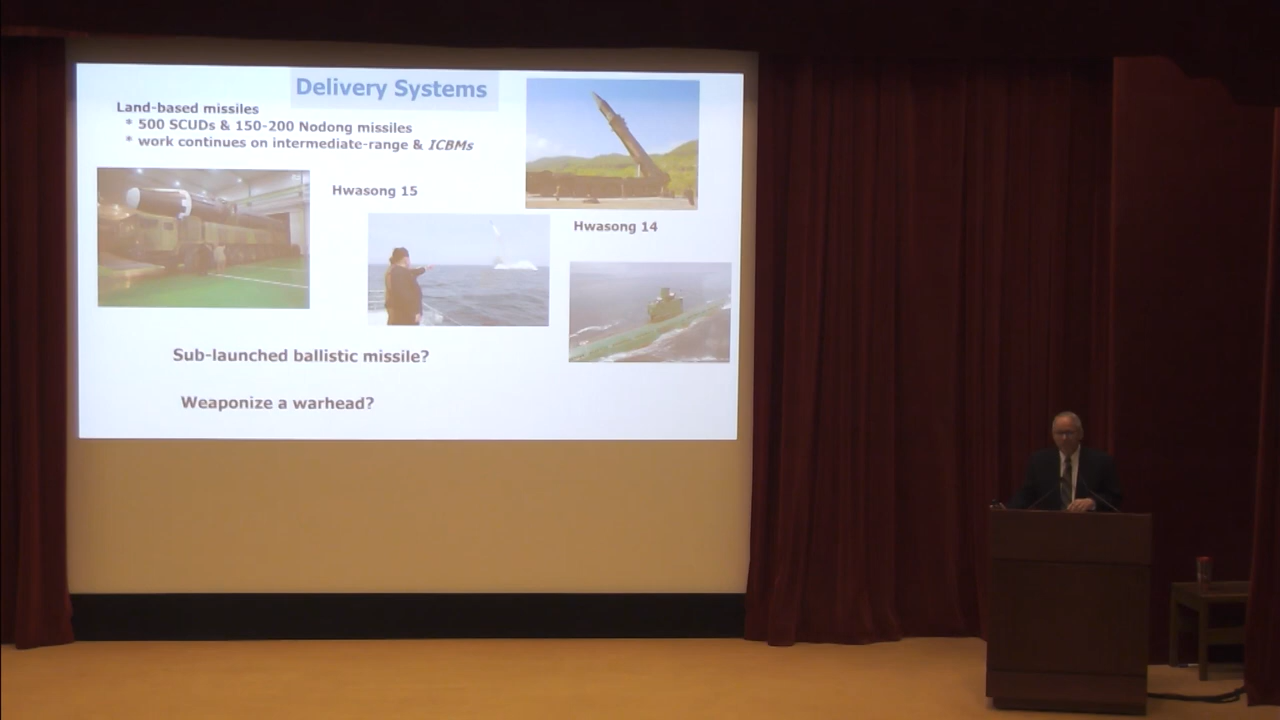 Delivery Systems
Land-based missiles
* 500 SCUDs & 150-200 Nodong missiles
* work continues on intermediate-range & ICBMs
Hwasong 15
Hwasong 14
Sub-launched ballistic missile?
Weaponize a warhead?